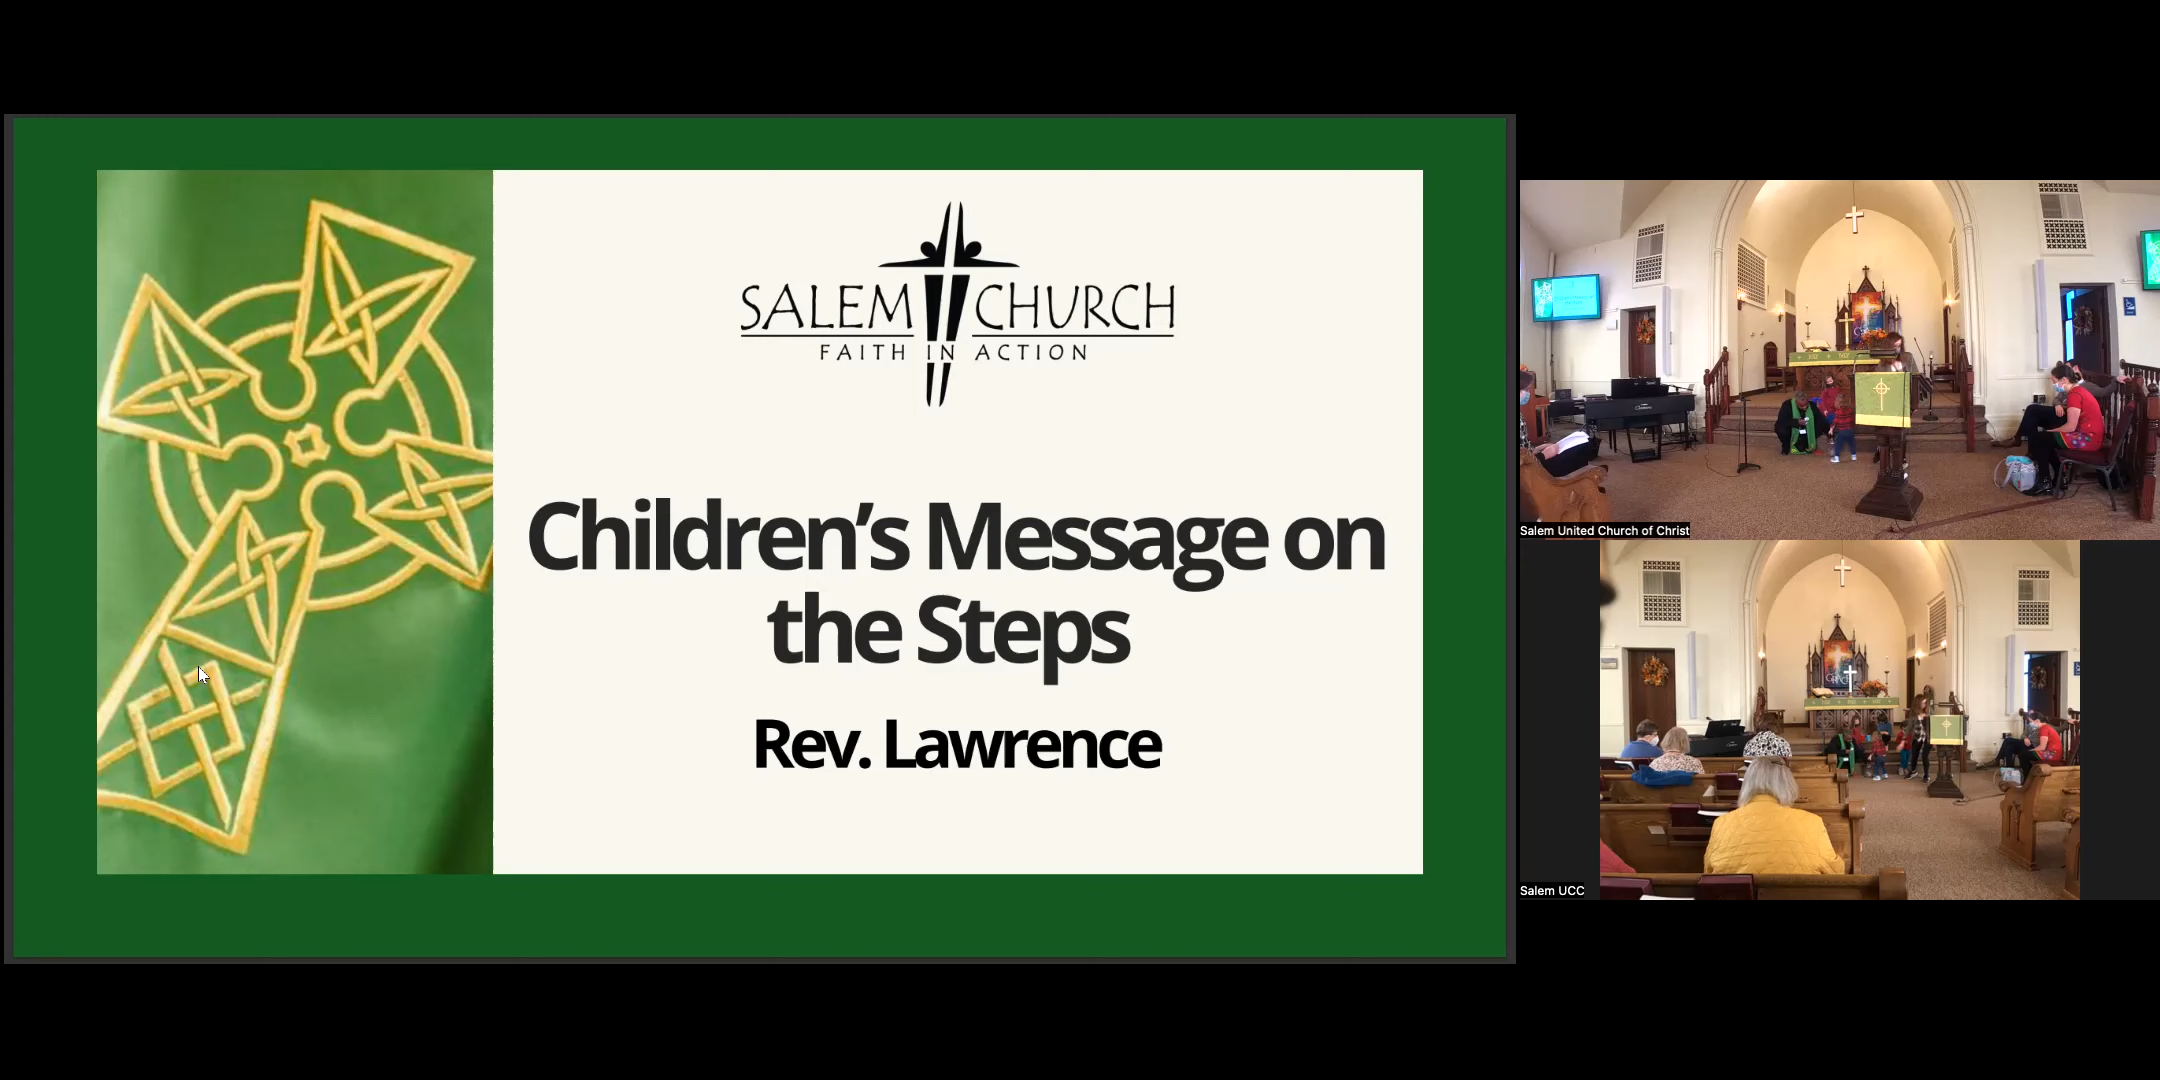 SALEM CHURCH
FAITH IN ACTION
Children’s Message on
the Steps
Rev. Lawrence
Salem United Church of Christ
Salem UCC